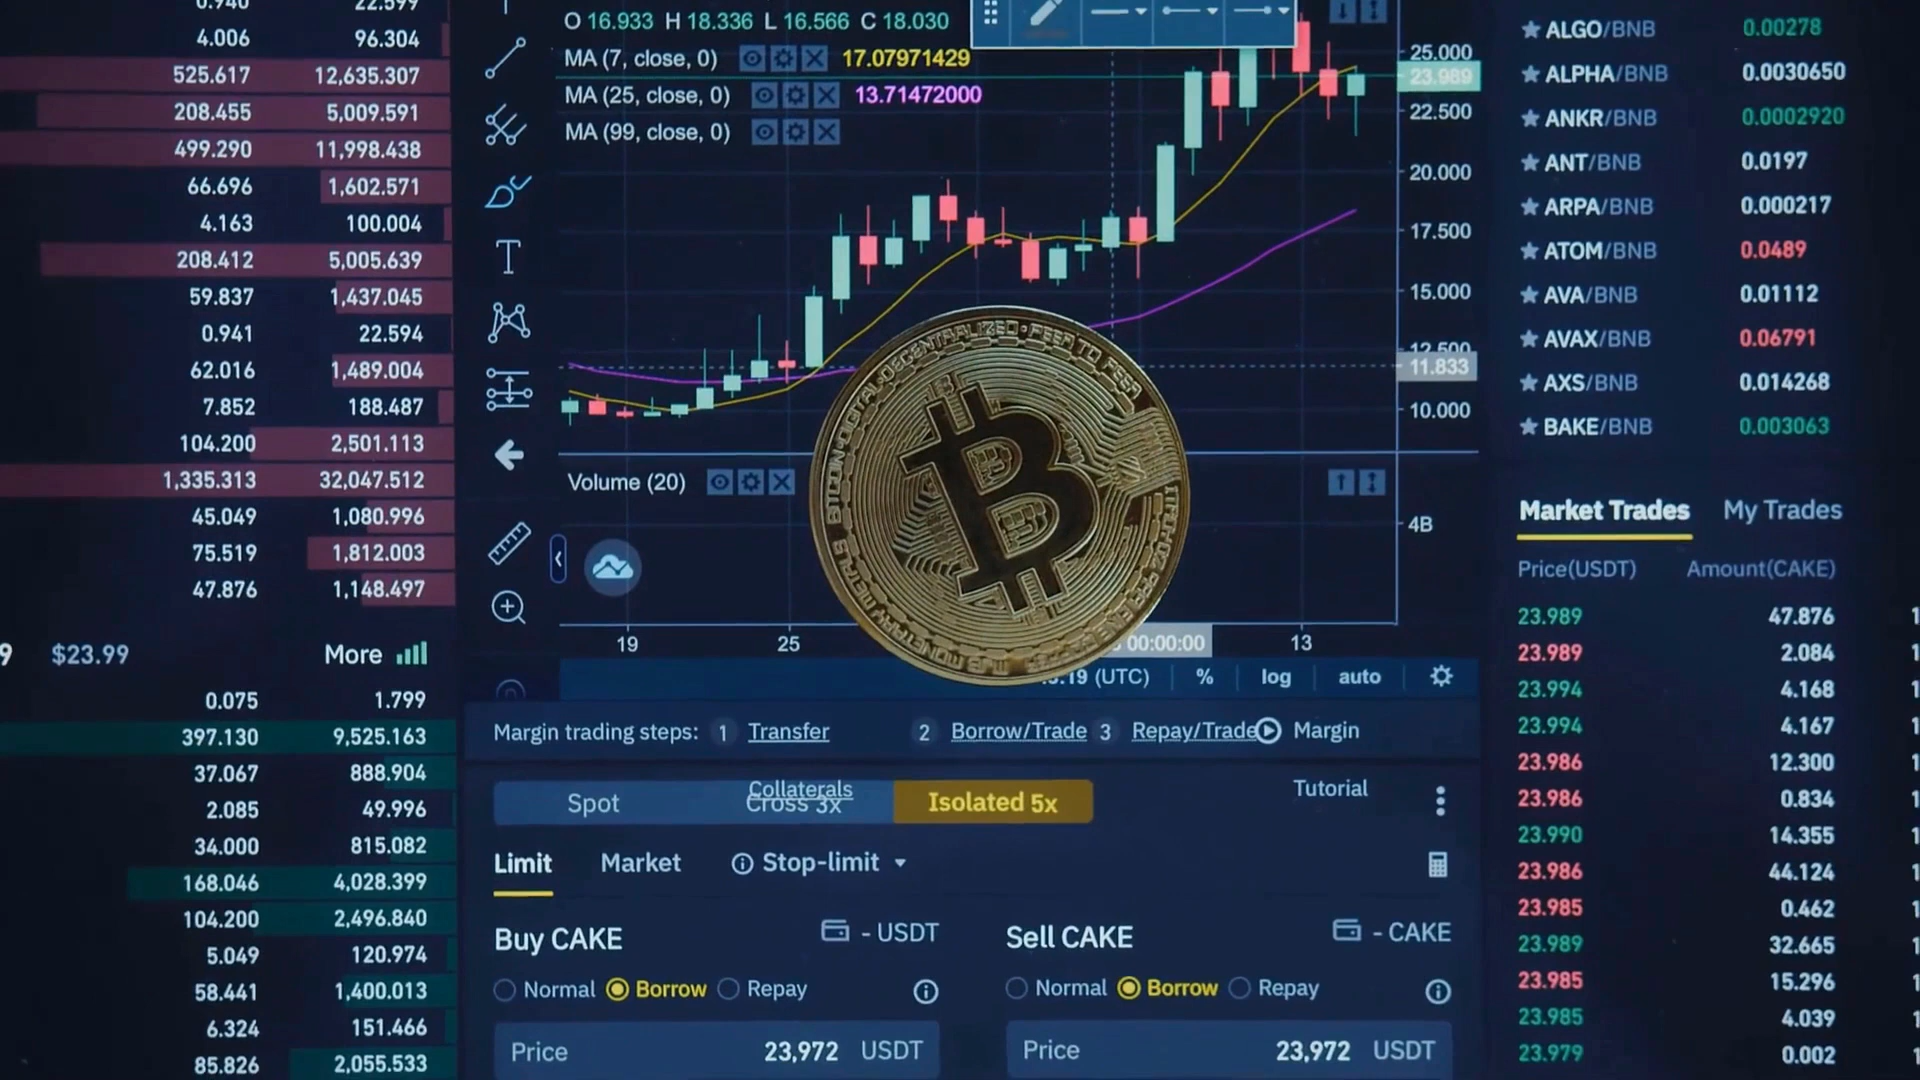 0.940 22.599
4.006 96.304
525.617 12,635.307
208.455 5,009.591
499.290 11,998.438
66.696 1,602.571
4.163 100.004
208.412 5,005.639
59.837 1,437.045
0.941 22.594
62.016 1,489.004
7.852 188.487
104.200 2,501.113
1,335.313 32,047.512
45.049 1,080.996
75.519 1,812.003
47.876 1,148.497
9 $23.99 More
0.075 1.799
397.130 9,525.163
37.067 888.904
2.085 49.996
34.000 815.082
168.046 4,028.399
104.200 2,496.840
5.049 120.974
58.441 1,400.013
6.324 151.466
85.826 2,055.533
O 16.933 H 18.336 L 16.566 C 18.030
MA (7, close, 0) 17.07971429
MA (25, close, 0) 13.71472000
MA (99, close, 0)
25.000
23.989
22.500
20.000
17.500
15.000
12.500
11.833
10.000
Volume (20)
4B
DECENTRALIZED • PEER TO PEER
BITCOIN
19 25 00:00:00 13
(UTC) % log auto
Margin trading steps: 1 Transfer 2 Borrow/Trade 3 Repay/Trade Margin
Collaterals Tutorial
Spot Cross 3x Isolated 5x
Limit Market Stop-limit
Buy CAKE - USDT
Normal Borrow Repay
Price 23,972 USDT
Sell CAKE - CAKE
Normal Borrow Repay
Price 23,972 USDT
ALGO/BNB 0.00278
ALPHA/BNB 0.0030650
ANKR/BNB 0.0002920
ANT/BNB 0.0197
ARPA/BNB 0.000217
ATOM/BNB 0.0489
AVA/BNB 0.01112
AVAX/BNB 0.06791
AXS/BNB 0.014268
BAKE/BNB 0.003063
Market Trades My Trades
Price(USDT) Amount(CAKE)
23.989 47.876
23.989 2.084
23.994 4.168
23.994 4.167
23.986 12.300
23.986 0.834
23.990 14.355
23.986 44.124
23.985 0.462
23.989 32.665
23.985 15.296
23.985 4.039
23.979 0.002